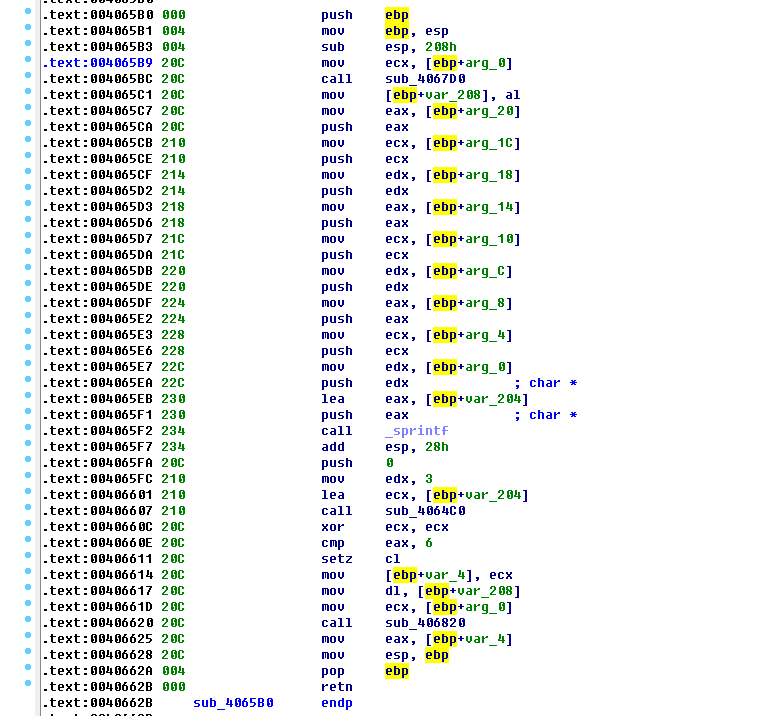 .text:004065B0 000 push ebp
.text:004065B1 004 mov ebp, esp
.text:004065B3 004 sub esp, 208h
.text:004065B9 20C mov ecx, [ebp+arg_0]
.text:004065BC 20C call sub_4067D0
.text:004065C1 20C mov [ebp+var_208], al
.text:004065C7 20C mov eax, [ebp+arg_20]
.text:004065CA 20C push eax
.text:004065CB 210 mov ecx, [ebp+arg_1C]
.text:004065CE 210 push ecx
.text:004065CF 214 mov edx, [ebp+arg_18]
.text:004065D2 214 push edx
.text:004065D3 218 mov eax, [ebp+arg_14]
.text:004065D6 218 push eax
.text:004065D7 21C mov ecx, [ebp+arg_10]
.text:004065DA 21C push ecx
.text:004065DB 220 mov edx, [ebp+arg_C]
.text:004065DE 220 push edx
.text:004065DF 224 mov eax, [ebp+arg_8]
.text:004065E2 224 push eax
.text:004065E3 228 mov ecx, [ebp+arg_4]
.text:004065E6 228 push ecx
.text:004065E7 22C mov edx, [ebp+arg_0]
.text:004065EA 22C push edx ; char *
.text:004065EB 230 lea eax, [ebp+var_204]
.text:004065F1 230 push eax ; char *
.text:004065F2 234 call _sprintf
.text:004065F7 234 add esp, 28h
.text:004065FA 20C push 0
.text:004065FC 210 mov edx, 3
.text:00406601 210 lea ecx, [ebp+var_204]
.text:00406607 210 call sub_4064C0
.text:0040660C 20C xor ecx, ecx
.text:0040660E 20C cmp eax, 6
.text:00406611 20C setz cl
.text:00406614 20C mov [ebp+var_4], ecx
.text:00406617 20C mov dl, [ebp+var_208]
.text:0040661D 20C mov ecx, [ebp+arg_0]
.text:00406620 20C call sub_406820
.text:00406625 20C mov eax, [ebp+var_4]
.text:00406628 20C mov esp, ebp
.text:0040662A 004 pop ebp
.text:0040662B 000 retn
.text:0040662B sub_4065B0 endp